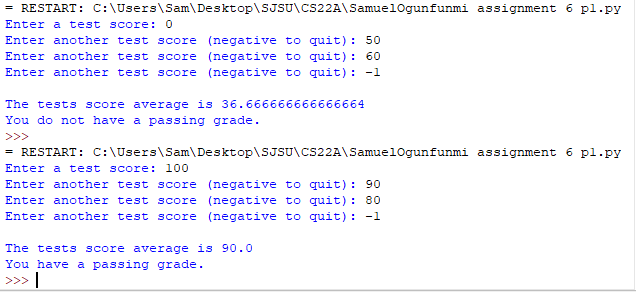 = RESTART: C:\Users\Sam\Desktop\SJSU\CS22A\SamuelOgunfunmi assignment 6 p1.py
Enter a test score: 0
Enter another test score (negative to quit): 50
Enter another test score (negative to quit): 60
Enter another test score (negative to quit): -1

The tests score average is 36.666666666666664
You do not have a passing grade.
>>>
= RESTART: C:\Users\Sam\Desktop\SJSU\CS22A\SamuelOgunfunmi assignment 6 p1.py
Enter a test score: 100
Enter another test score (negative to quit): 90
Enter another test score (negative to quit): 80
Enter another test score (negative to quit): -1

The tests score average is 90.0
You have a passing grade.
>>>